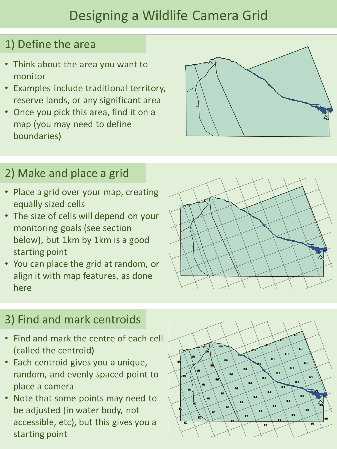 Designing a Wildlife Camera Grid
1) Define the area
• Think about the area you want to
monitor
• Examples include traditional territory,
reserve lands, or any significant area
• Once you pick this area, find it on a
map (you may need to define
boundaries)
2) Make and place a grid
• Place a grid over your map, creating
equally sized cells
• The size of cells will depend on your
monitoring goals (see section
below), but 1km by 1km is a good
starting point
• You can place the grid at random, or
align it with map features, as done
here
3) Find and mark centroids
• Find and mark the centre of each cell
(called the centroid)
• Each centroid gives you a unique,
random, and evenly spaced point to
place a camera
• Note that some points may need to
be adjusted (in water body, not
accessible, etc), but this gives you a
starting point